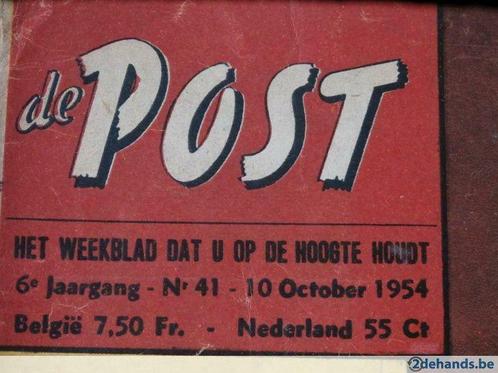 de POST
HET WEEKBLAD DAT U OP DE HOOGTE HOUDT
6e Jaargang - Nr 41 - 10 October 1954
België 7,50 Fr. - Nederland 55 Ct
2dehands.be